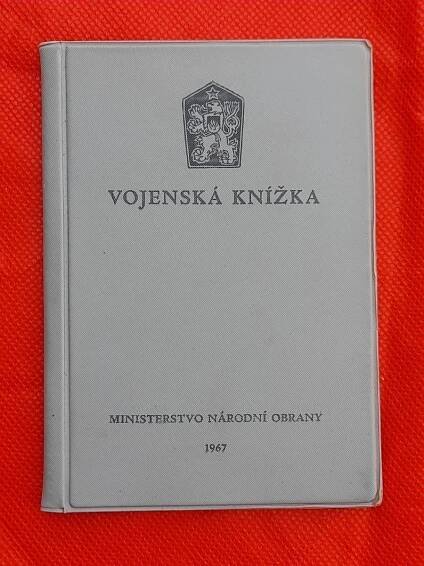 VOJENSKÁ KNÍŽKA
MINISTERSTVO NÁRODNÍ OBRANY
1967